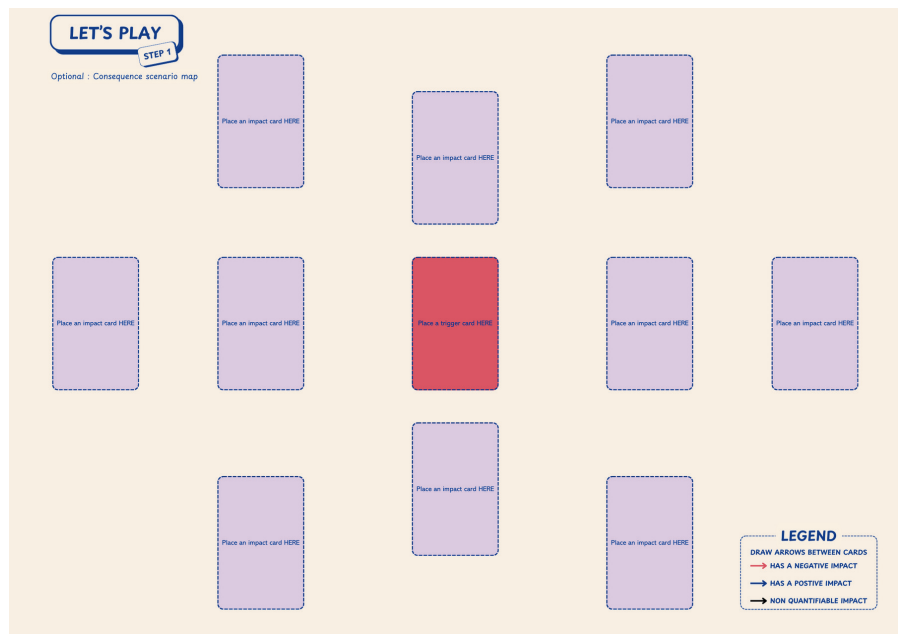 LET'S PLAY
STEP 1
Optional : Consequence scenario map
Place an impact card HERE
Place an impact card HERE
Place an impact card HERE
Place an impact card HERE
Place an impact card HERE
Place a trigger card HERE
Place an impact card HERE
Place an impact card HERE
Place an impact card HERE
Place an impact card HERE
Place an impact card HERE
LEGEND
DRAW ARROWS BETWEEN CARDS
HAS A NEGATIVE IMPACT
HAS A POSTIVE IMPACT
NON QUANTIFIABLE IMPACT